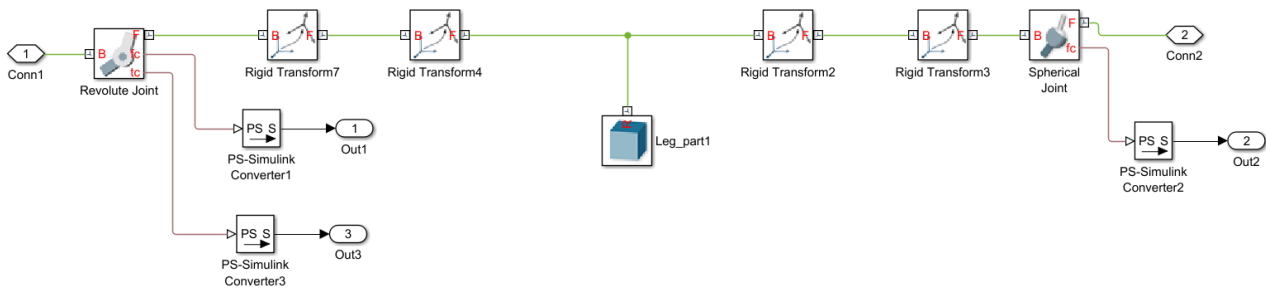 1
Conn1
B
F
fc
tc
Revolute Joint
B
F
Rigid Transform7
B
F
Rigid Transform4
B
F
Rigid Transform2
B
F
Rigid Transform3
B
F
fc
Spherical
Joint
2
Conn2
R
Leg_part1
PS S
PS-Simulink
Converter1
1
Out1
PS S
PS-Simulink
Converter2
2
Out2
PS S
PS-Simulink
Converter3
3
Out3